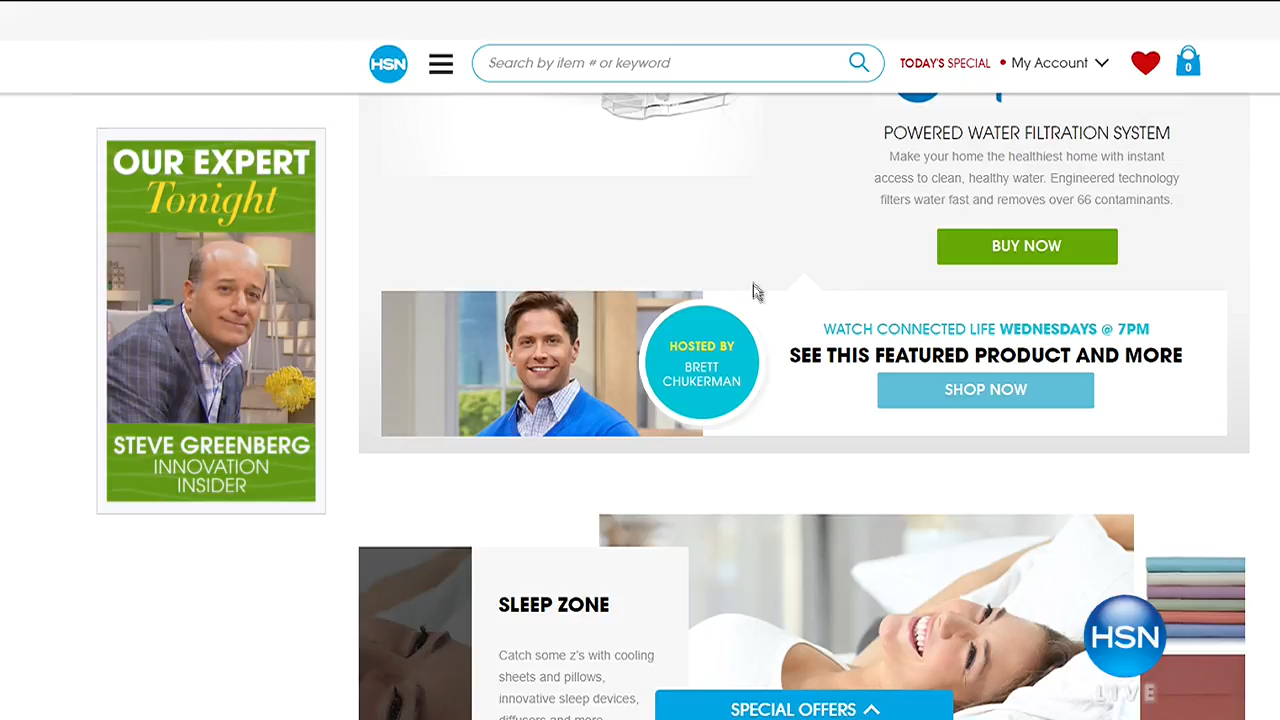 HSN
Search by item # or keyword
TODAY'S SPECIAL • My Account
0
OUR EXPERT
Tonight
STEVE GREENBERG
INNOVATION
INSIDER
POWERED WATER FILTRATION SYSTEM
Make your home the healthiest home with instant
access to clean, healthy water. Engineered technology
filters water fast and removes over 66 contaminants.
BUY NOW
HOSTED BY
BRETT
CHUKERMAN
WATCH CONNECTED LIFE WEDNESDAYS @ 7PM
SEE THIS FEATURED PRODUCT AND MORE
SHOP NOW
SLEEP ZONE
Catch some z's with cooling
sheets and pillows,
innovative sleep devices,
diffusers and more
SPECIAL OFFERS
HSN
LIVE